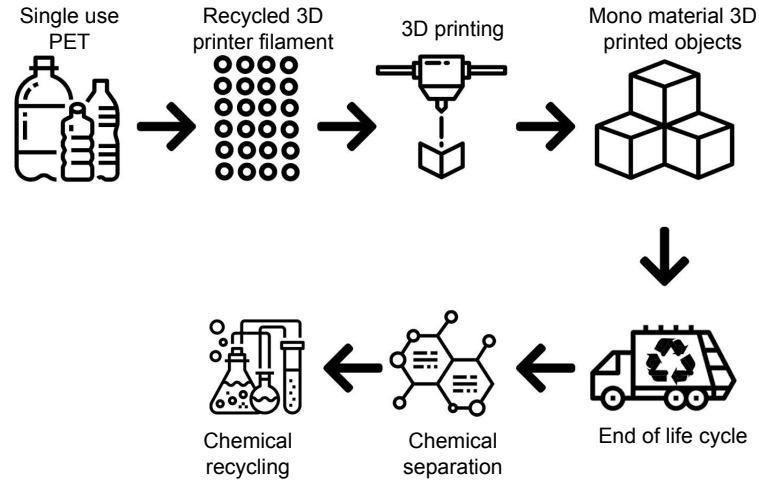 Single use
PET
Recycled 3D
printer filament
3D printing
Mono material 3D
printed objects
Chemical
recycling
Chemical
separation
End of life cycle